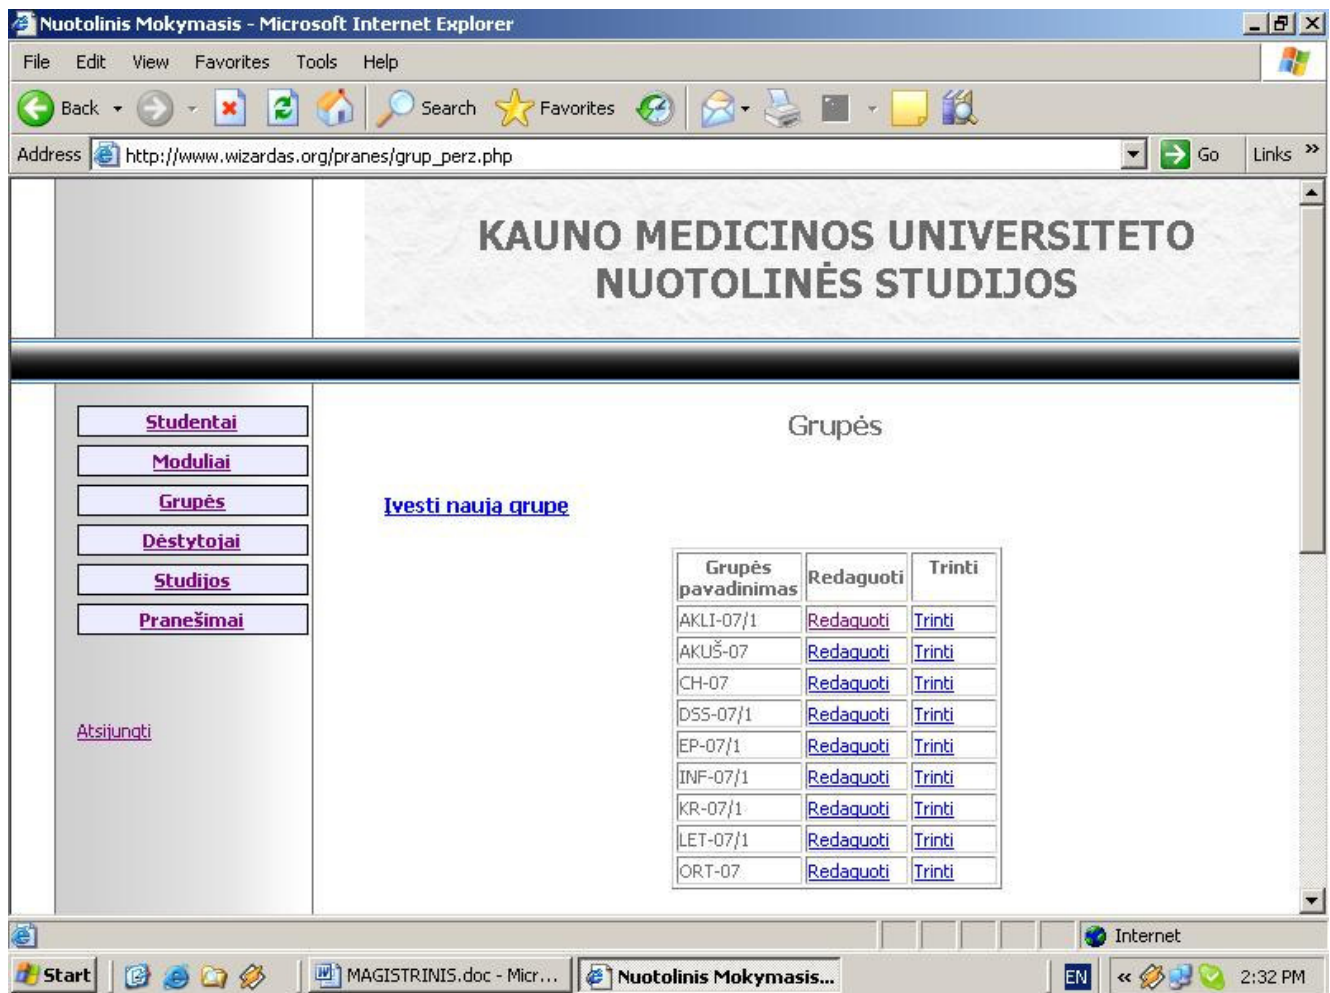 Nuotolinis Mokymasis - Microsoft Internet Explorer
File Edit View Favorites Tools Help
Back Search Favorites
Address http://www.wizardas.org/pranes/grup_perz.php Go Links »
KAUNO MEDICINOS UNIVERSITETO
NUOTOLINĖS STUDIJOS
Studentai
Moduliai
Grupės
Dėstytojai
Studijos
Pranešimai
Atsijungti
Grupės
Įvesti naują grupę
Grupės pavadinimas Redaguoti Trinti
AKLI-07/1 Redaguoti Trinti
AKUŠ-07 Redaguoti Trinti
CH-07 Redaguoti Trinti
DSS-07/1 Redaguoti Trinti
EP-07/1 Redaguoti Trinti
INF-07/1 Redaguoti Trinti
KR-07/1 Redaguoti Trinti
LET-07/1 Redaguoti Trinti
ORT-07 Redaguoti Trinti
Internet
Start MAGISTRINIS.doc - Micr... Nuotolinis Mokymasis... EN « 2:32 PM